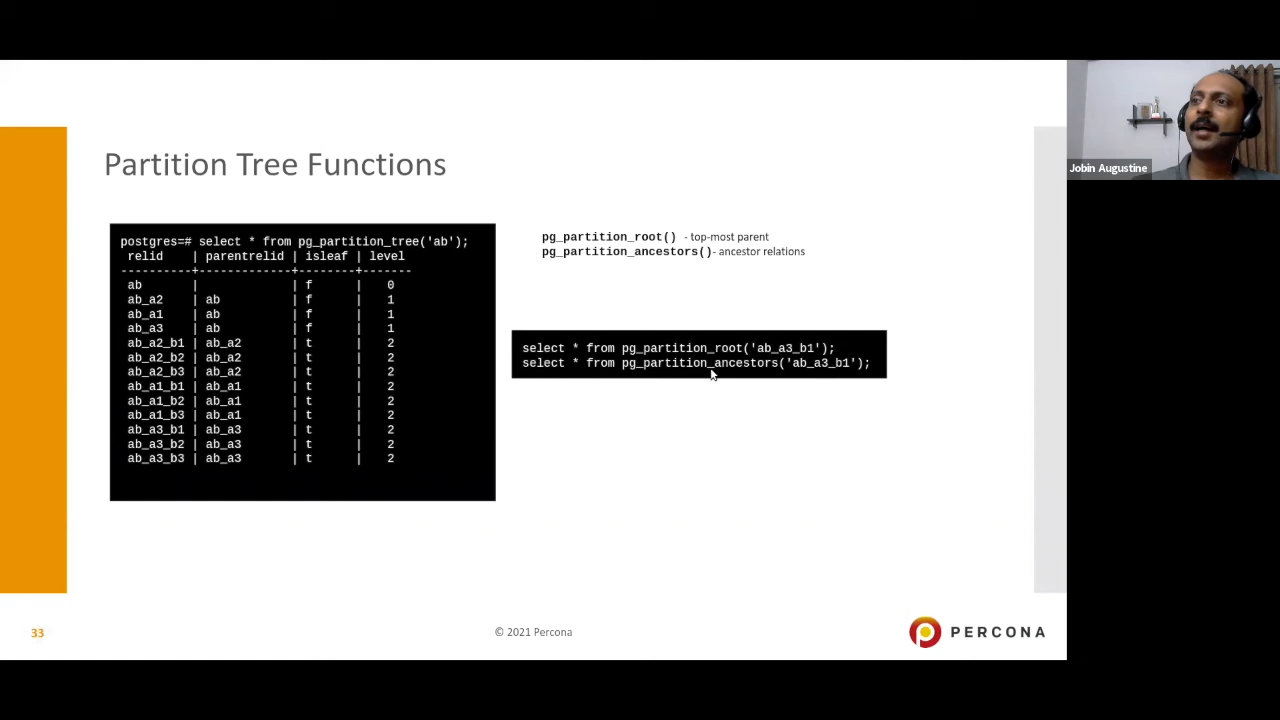 Partition Tree Functions
postgres=# select * from pg_partition_tree('ab');
relid | parentrelid | isleaf | level
----------+-------------+--------+-------
ab | | f | 0
ab_a2 | ab | f | 1
ab_a1 | ab | f | 1
ab_a3 | ab | f | 1
ab_a2_b1 | ab_a2 | t | 2
ab_a2_b2 | ab_a2 | t | 2
ab_a2_b3 | ab_a2 | t | 2
ab_a1_b1 | ab_a1 | t | 2
ab_a1_b2 | ab_a1 | t | 2
ab_a1_b3 | ab_a1 | t | 2
ab_a3_b1 | ab_a3 | t | 2
ab_a3_b2 | ab_a3 | t | 2
ab_a3_b3 | ab_a3 | t | 2
pg_partition_root() - top-most parent
pg_partition_ancestors()- ancestor relations
select * from pg_partition_root('ab_a3_b1');
select * from pg_partition_ancestors('ab_a3_b1');
Jobin Augustine
33
© 2021 Percona
PERCONA